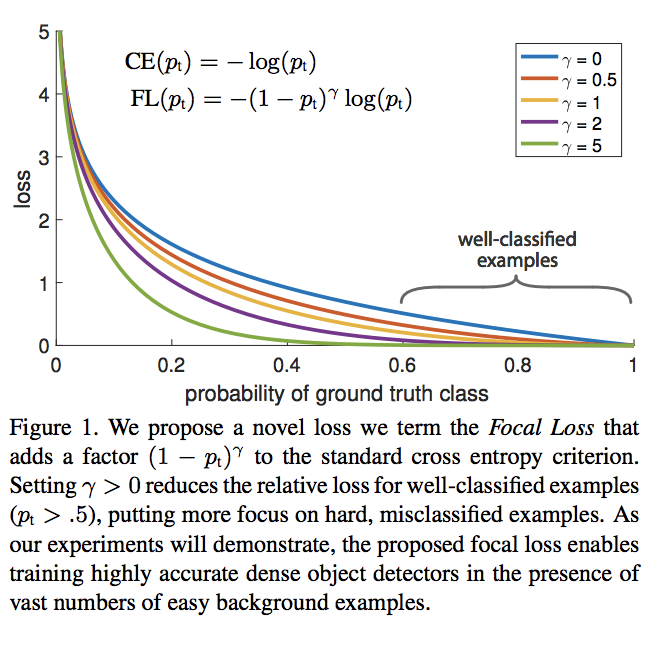 5
4
3
2
1
0
loss
CE(pₜ) = − log(pₜ)
FL(pₜ) = −(1 − pₜ)^γ log(pₜ)
γ = 0
γ = 0.5
γ = 1
γ = 2
γ = 5
well-classified
examples
0 0.2 0.4 0.6 0.8 1
probability of ground truth class
Figure 1. We propose a novel loss we term the Focal Loss that
adds a factor (1 − pₜ)^γ to the standard cross entropy criterion.
Setting γ > 0 reduces the relative loss for well-classified examples
(pₜ > .5), putting more focus on hard, misclassified examples. As
our experiments will demonstrate, the proposed focal loss enables
training highly accurate dense object detectors in the presence of
vast numbers of easy background examples.